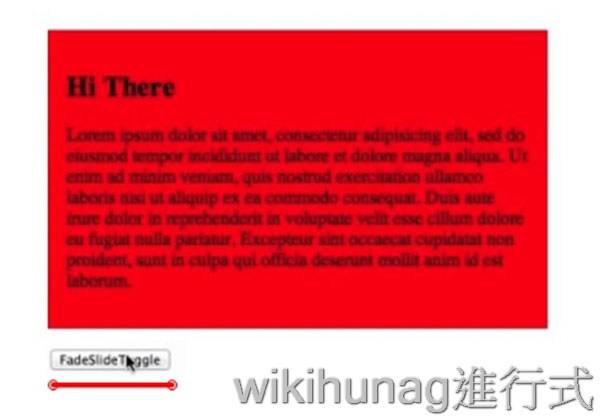 Hi There
Lorem ipsum dolor sit amet, consectetur adipisicing elit, sed do
eiusmod tempor incididunt ut labore et dolore magna aliqua. Ut
enim ad minim veniam, quis nostrud exercitation ullamco
laboris nisi ut aliquip ex ea commodo consequat. Duis aute
irure dolor in reprehenderit in voluptate velit esse cillum dolore
eu fugiat nulla pariatur. Excepteur sint occaecat cupidatat non
proident, sunt in culpa qui officia deserunt mollit anim id est
laborum.
FadeSlideToggle
wikihunag進行式